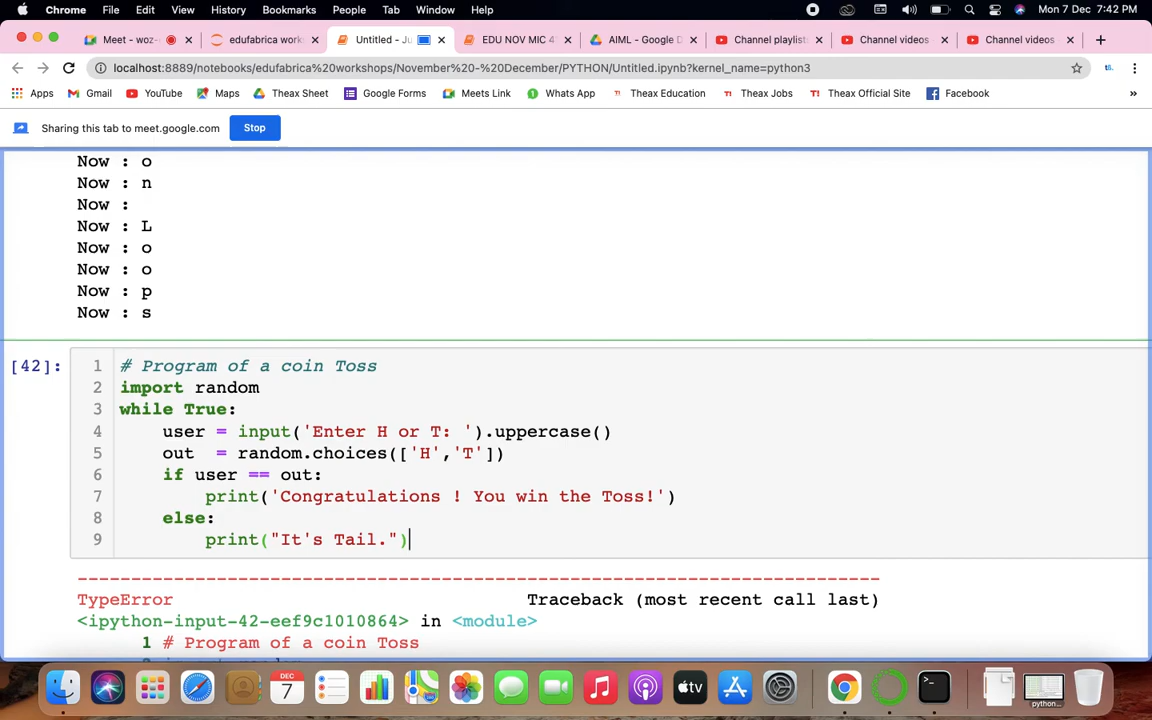 Chrome File Edit View History Bookmarks People Tab Window Help Mon 7 Dec 7:42 PM
Meet - woz- edufabrica work Untitled - Ju EDU NOV MIC 4 AIML - Google D Channel playlists Channel videos - Channel videos
localhost:8889/notebooks/edufabrica%20workshops/November%20-%20December/PYTHON/Untitled.ipynb?kernel_name=python3
Apps Gmail YouTube Maps Theax Sheet Google Forms Meets Link Whats App Theax Education Theax Jobs Theax Official Site Facebook »
Sharing this tab to meet.google.com Stop
Now : o
Now : n
Now :
Now : L
Now : o
Now : o
Now : p
Now : s
[42]: 1 # Program of a coin Toss
2 import random
3 while True:
4 user = input('Enter H or T: ').uppercase()
5 out = random.choices(['H','T'])
6 if user == out:
7 print('Congratulations ! You win the Toss!')
8 else:
9 print("It's Tail.")
---------------------------------------------------------------------------
TypeError Traceback (most recent call last)
<ipython-input-42-eef9c1010864> in <module>
1 # Program of a coin Toss